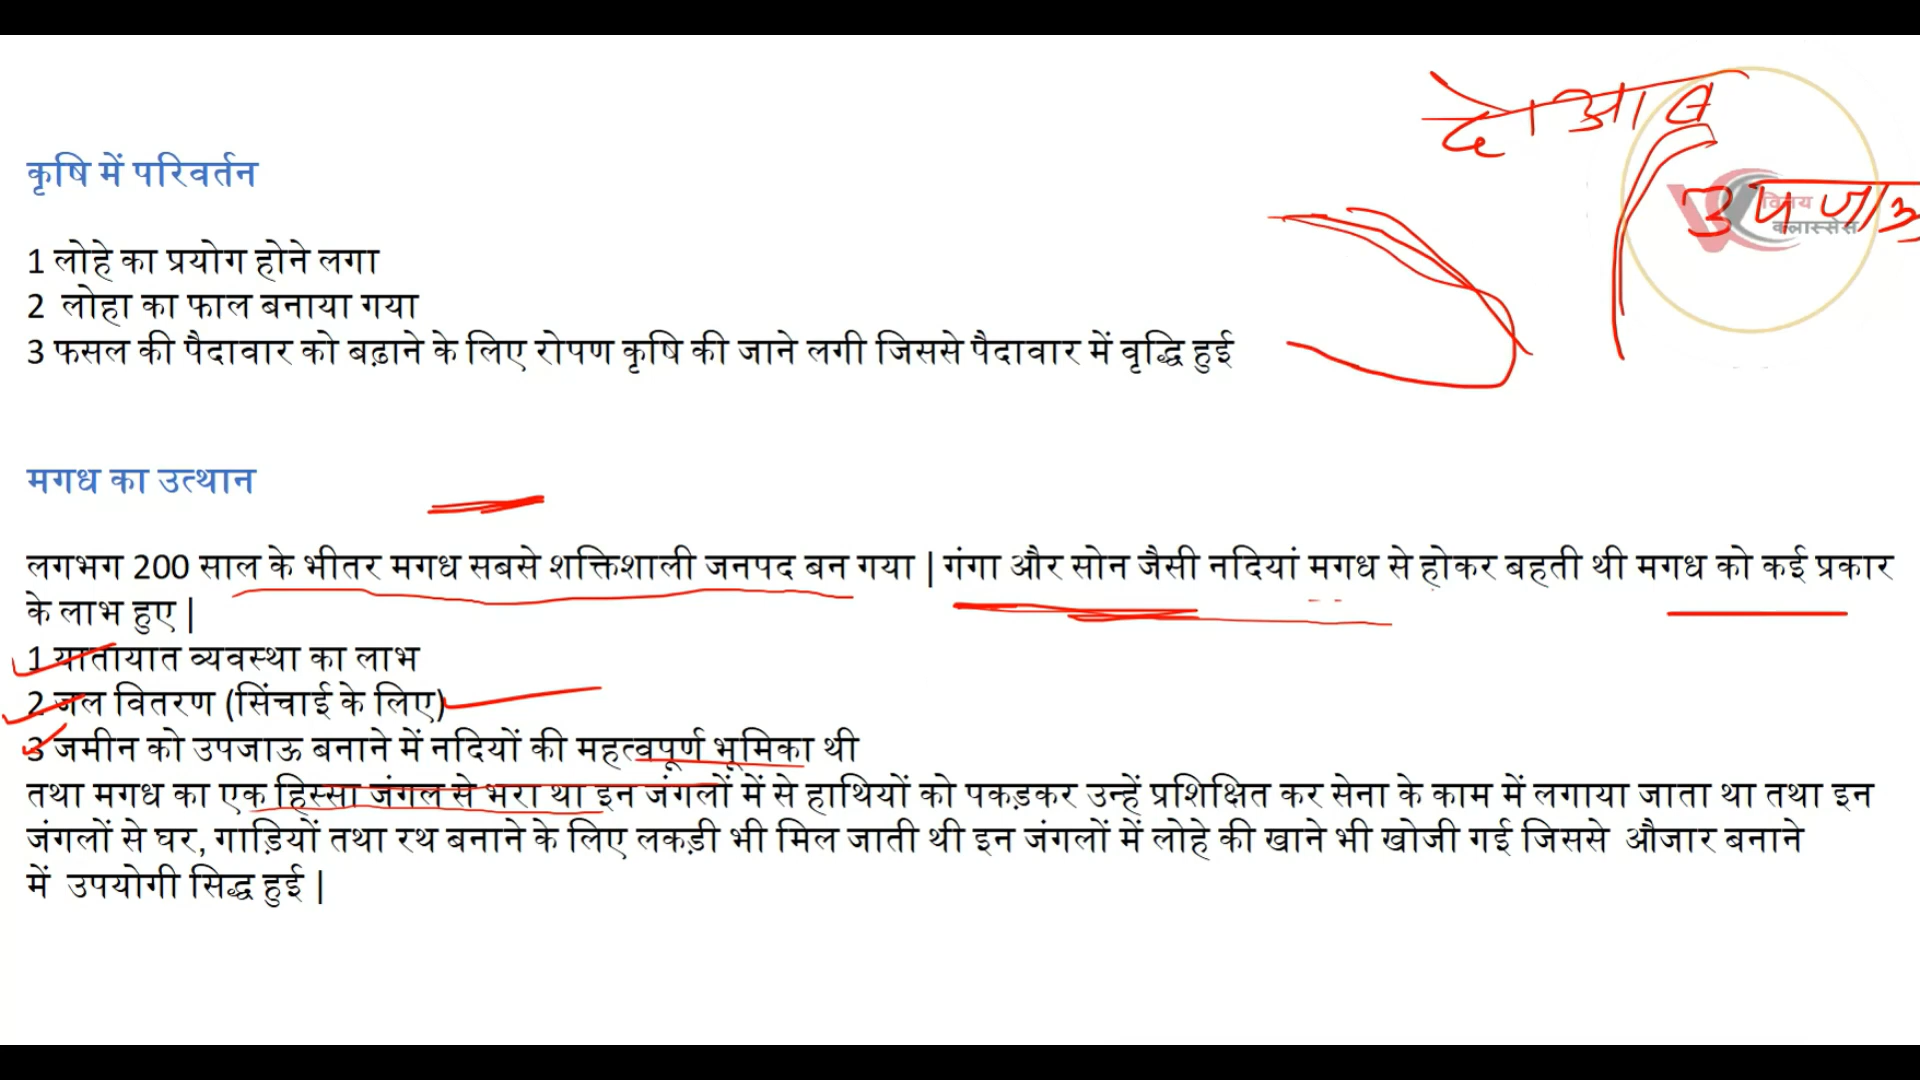 दोआब
उपजाऊ
विनय
क्लास्सेस
कृषि में परिवर्तन
1 लोहे का प्रयोग होने लगा
2 लोहा का फाल बनाया गया
3 फसल की पैदावार को बढ़ाने के लिए रोपण कृषि की जाने लगी जिससे पैदावार में वृद्धि हुई
मगध का उत्थान
लगभग 200 साल के भीतर मगध सबसे शक्तिशाली जनपद बन गया | गंगा और सोन जैसी नदियां मगध से होकर बहती थी मगध को कई प्रकार
के लाभ हुए |
1 यातायात व्यवस्था का लाभ
2 जल वितरण (सिंचाई के लिए)
3 जमीन को उपजाऊ बनाने में नदियों की महत्वपूर्ण भूमिका थी
तथा मगध का एक हिस्सा जंगल से भरा था इन जंगलों में से हाथियों को पकड़कर उन्हें प्रशिक्षित कर सेना के काम में लगाया जाता था तथा इन
जंगलों से घर, गाड़ियों तथा रथ बनाने के लिए लकड़ी भी मिल जाती थी इन जंगलों में लोहे की खाने भी खोजी गई जिससे औजार बनाने
में उपयोगी सिद्ध हुई |